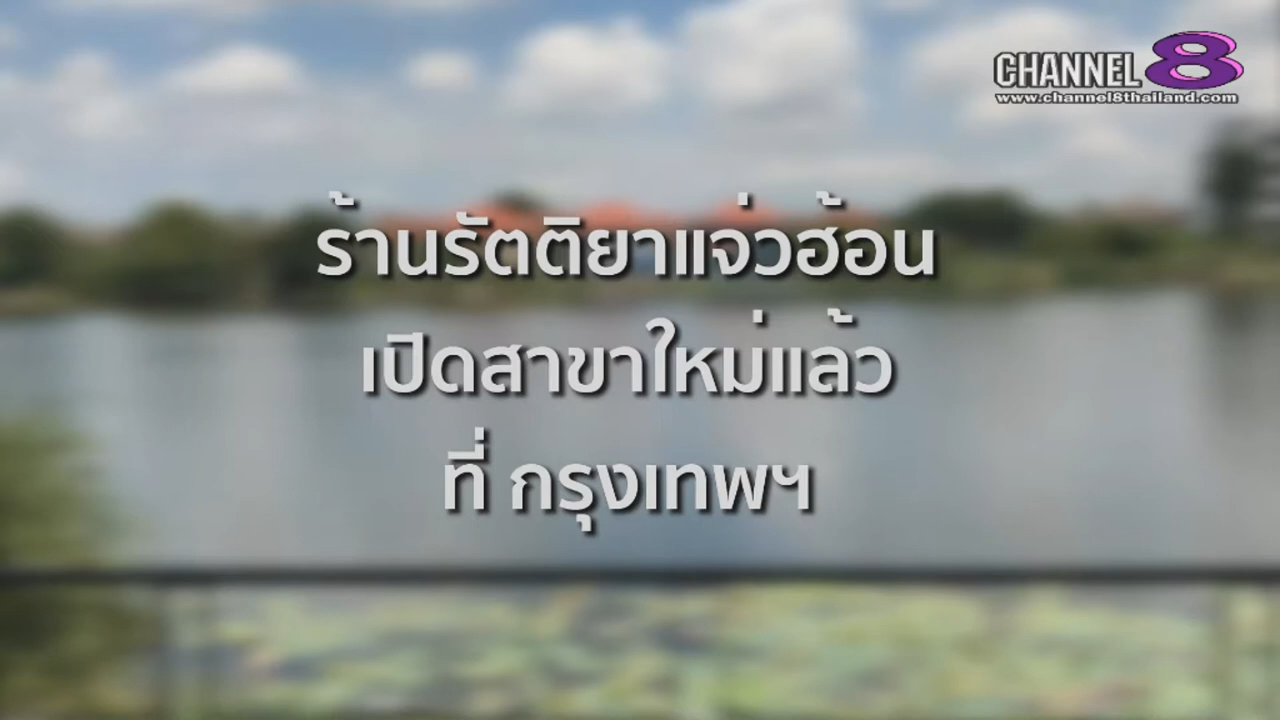 CHANNEL 8
www.channel8thailand.com
ร้านรัตติยาแจ่วฮ้อน
เปิดสาขาใหม่แล้ว
ที่ กรุงเทพฯ